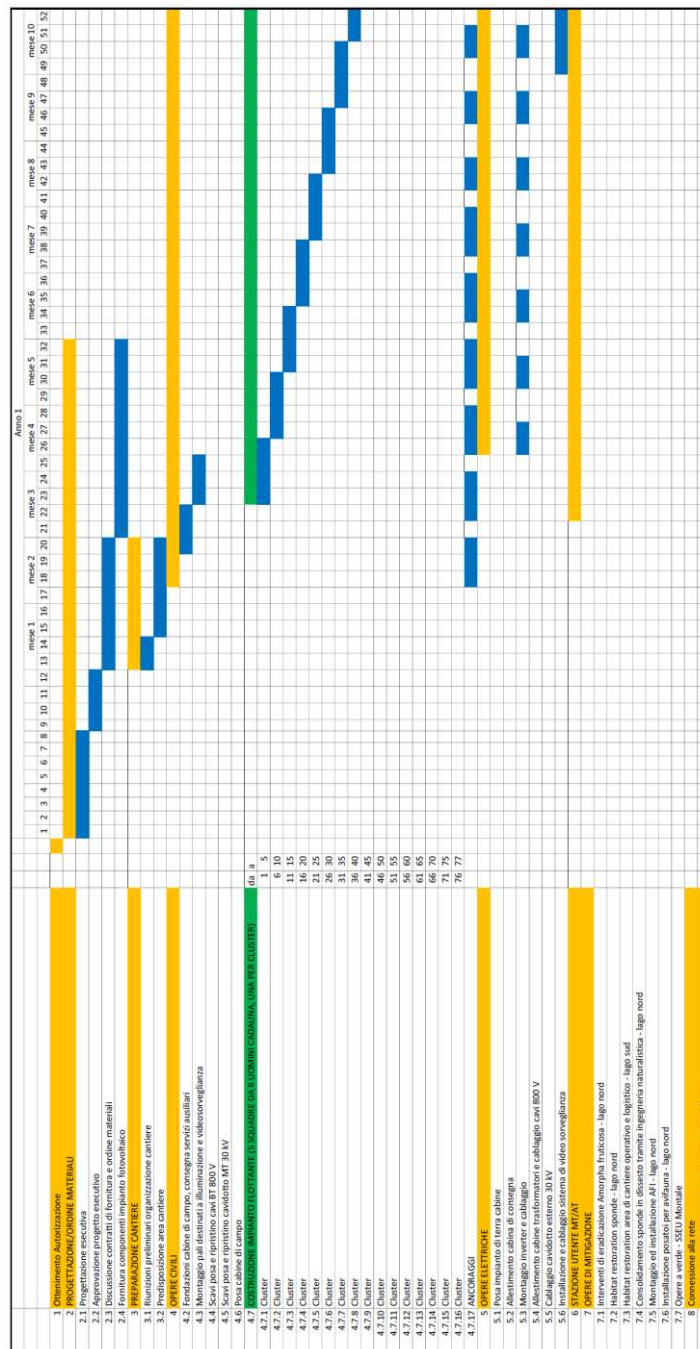 Anno 1
mese 1 mese 2 mese 3 mese 4 mese 5 mese 6 mese 7 mese 8 mese 9 mese 10
1 2 3 4 5 6 7 8 9 10 11 12 13 14 15 16 17 18 19 20 21 22 23 24 25 26 27 28 29 30 31 32 33 34 35 36 37 38 39 40 41 42 43 44 45 46 47 48 49 50 51 52
1 Ottenimento Autorizzazione
2 PROGETTAZIONE/ORDINE MATERIALI
2.1 Progettazione esecutiva
2.2 Approvazione progetto esecutivo
2.3 Discussione contratti di fornitura e ordine materiali
2.4 Fornitura componenti impianto fotovoltaico
3 PREPARAZIONE CANTIERE
3.1 Riunizioni preliminari organizzazione cantiere
3.2 Predisposizione area cantiere
4 OPERE CIVILI
4.2 Fondazioni cabine di campo, consegna servizi ausiliari
4.3 Montaggio pali destinati a illuminazione e videosorveglianza
4.4 Scavi posa e ripristino cavi BT 800 V
4.5 Scavi posa e ripristino cavidotto MT 30 kV
4.6 Posa cabine di campo
4.7 COSTRUZIONE IMPIANTO FLOTTANTE (5 SQUADRE DA 8 UOMINI CADAUNA, UNA PER CLUSTER) da a
4.7.1 Cluster 1 5
4.7.2 Cluster 6 10
4.7.3 Cluster 11 15
4.7.4 Cluster 16 20
4.7.5 Cluster 21 25
4.7.6 Cluster 26 30
4.7.7 Cluster 31 35
4.7.8 Cluster 36 40
4.7.9 Cluster 41 45
4.7.10 Cluster 46 50
4.7.11 Cluster 51 55
4.7.12 Cluster 56 60
4.7.13 Cluster 61 65
4.7.14 Cluster 66 70
4.7.15 Cluster 71 75
4.7.16 Cluster 76 77
4.7.17 ANCORAGGI
5 OPERE ELETTRICHE
5.1 Posa impianto di terra cabine
5.2 Allestimento cabina di consegna
5.3 Montaggio inverter e cablaggio
5.4 Allestimento cabine trasformatori e cablaggio cavi 800 V
5.5 Cablaggio cavidotto esterno 30 kV
5.6 Installazione e cablaggio sistema di video sorveglianza
6 STAZIONE UTENTE MT/AT
7 OPERE DI MITIGAZIONE
7.1 Interventi di eradicazione Amorpha fruticosa - lago nord
7.2 Habitat restoration sponde - lago nord
7.3 Habitat restoration area di cantiere operativo e logistico - lago sud
7.4 Consolidamento sponde in dissesto tramite ingegneria naturalistica - lago nord
7.5 Montaggio ed installazione AFI - lago nord
7.6 Installazione posatoi per avifauna - lago nord
7.7 Opere a verde - SSEU Montale
8 Connessione alla rete